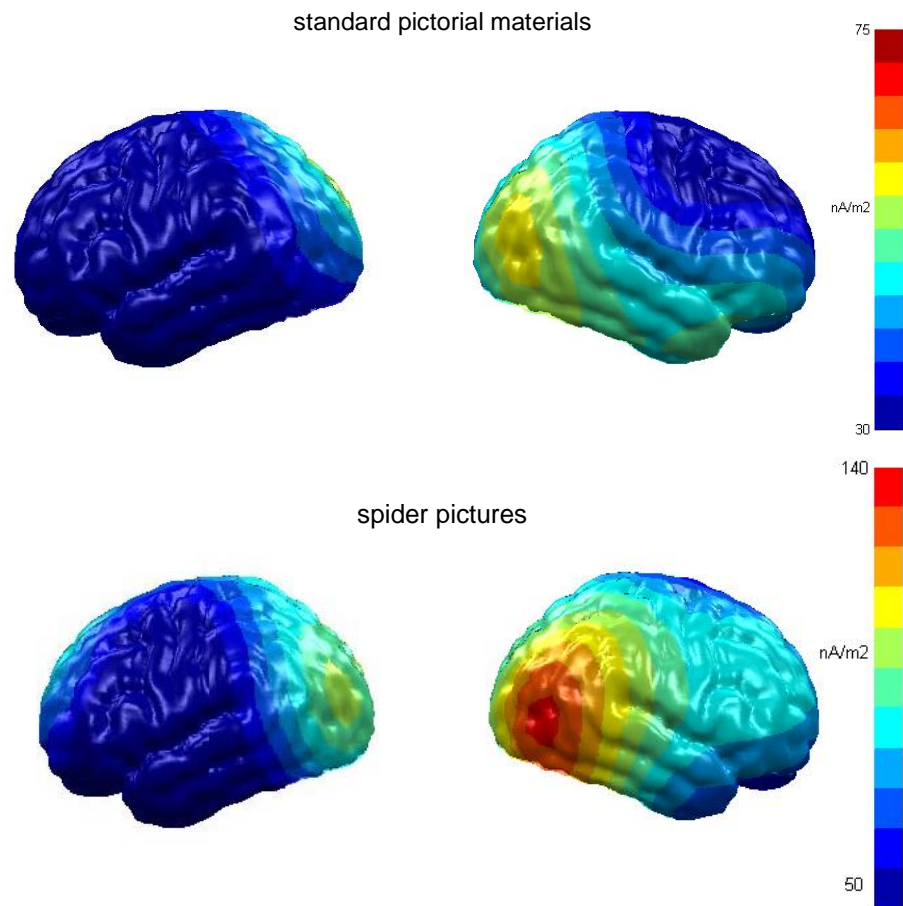 standard pictorial materials
75
nA/m2
30
140
spider pictures
nA/m2
50